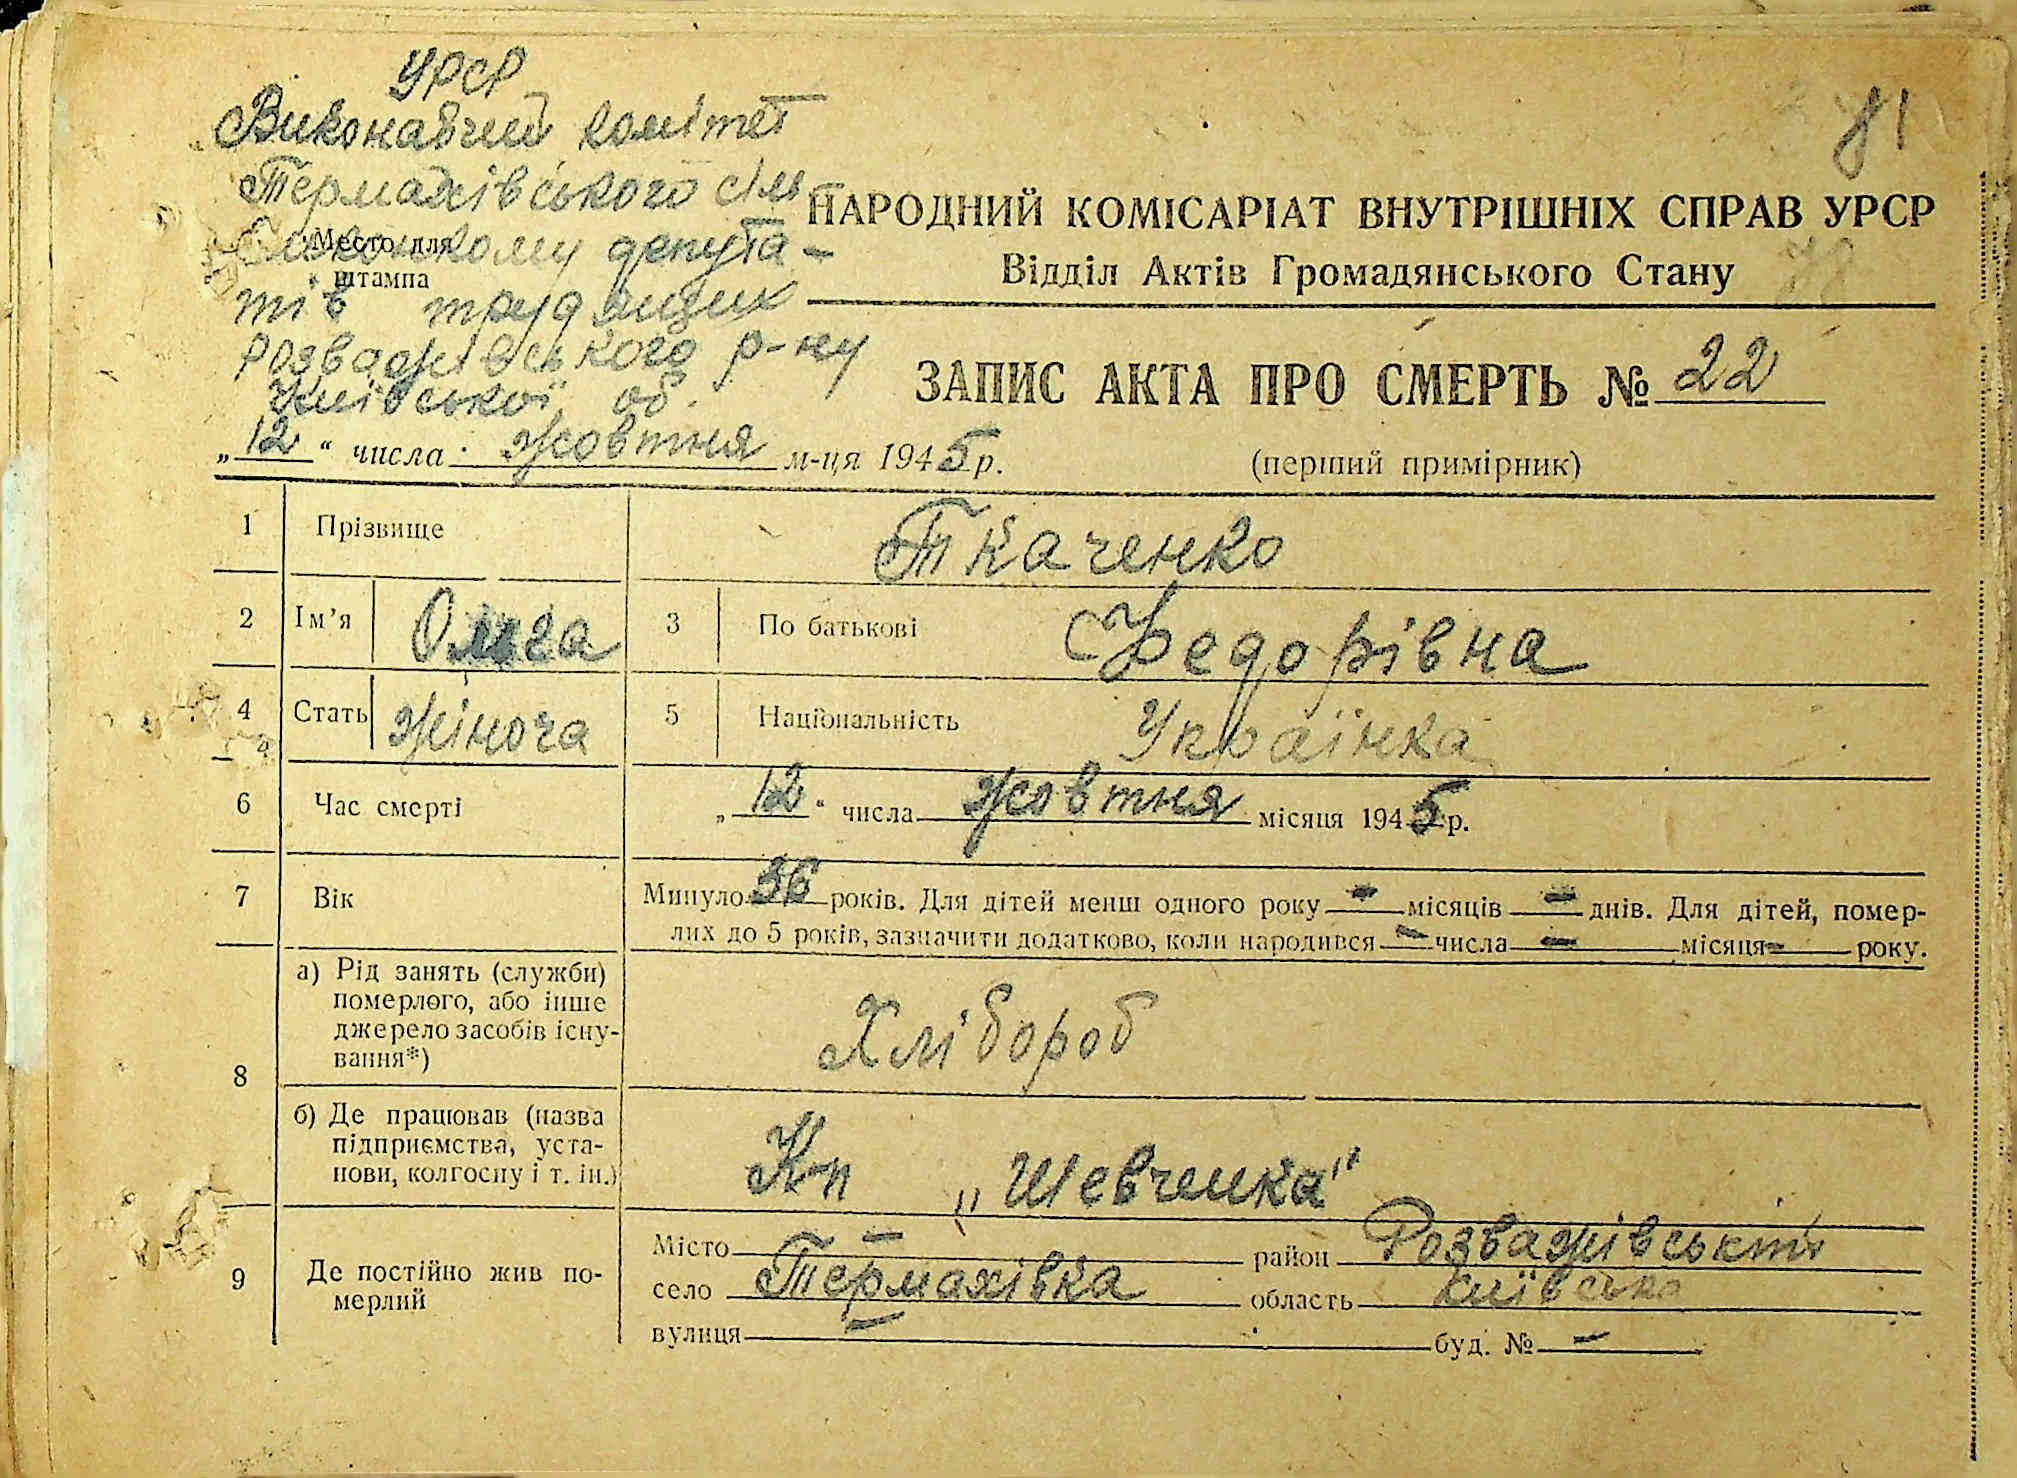 УРСР
Виконавчий комітет
Термахівського сіль
Виконкому депута-
Место для
штампа
тів трудящих
Розважівського р-ну
Київської об.
81
НАРОДНИЙ КОМІСАРІАТ ВНУТРІШНІХ СПРАВ УРСР
Відділ Актів Громадянського Стану
78
ЗАПИС АКТА ПРО СМЕРТЬ № 22
„12“ числа жовтня м-ця 1945 р.
(перший примірник)
1 Прізвище Ткаченко
2 Ім’я Ольга 3 По батькові Федорівна
4 Стать жіноча 5 Національність Українка
6 Час смерті „12“ числа жовтня місяця 1945 р.
7 Вік Минуло 36 років. Для дітей менш одного року - місяців - днів. Для дітей, помер-
лих до 5 років, зазначити додатково, коли народився - числа - місяця - року.
8
а) Рід занять (служби)
померлого, або інше
джерело засобів існу-
вання*)
Хлібороб
б) Де працював (назва
підприємства, уста-
нови, колгоспу і т. ін.)
К-п „Шевченка"
9 Де постійно жив по-
мерлий
Місто - район Розважівський
село Термахівка область Київська
вулиця - буд. № -